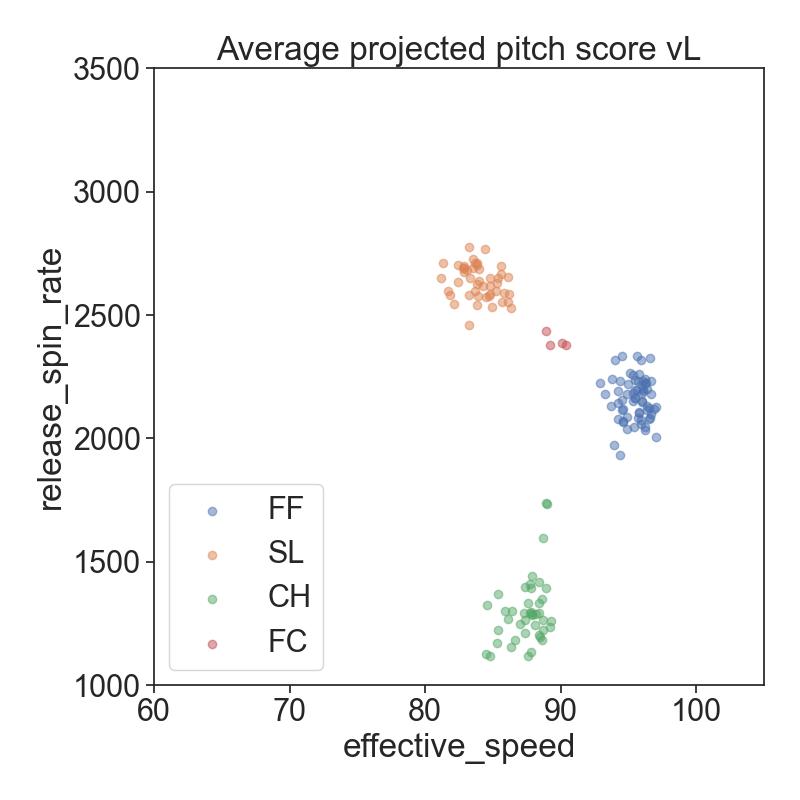 Average projected pitch score vL
3500
3000
2500
2000
1500
1000
release_spin_rate
FF
SL
CH
FC
60 70 80 90 100
effective_speed